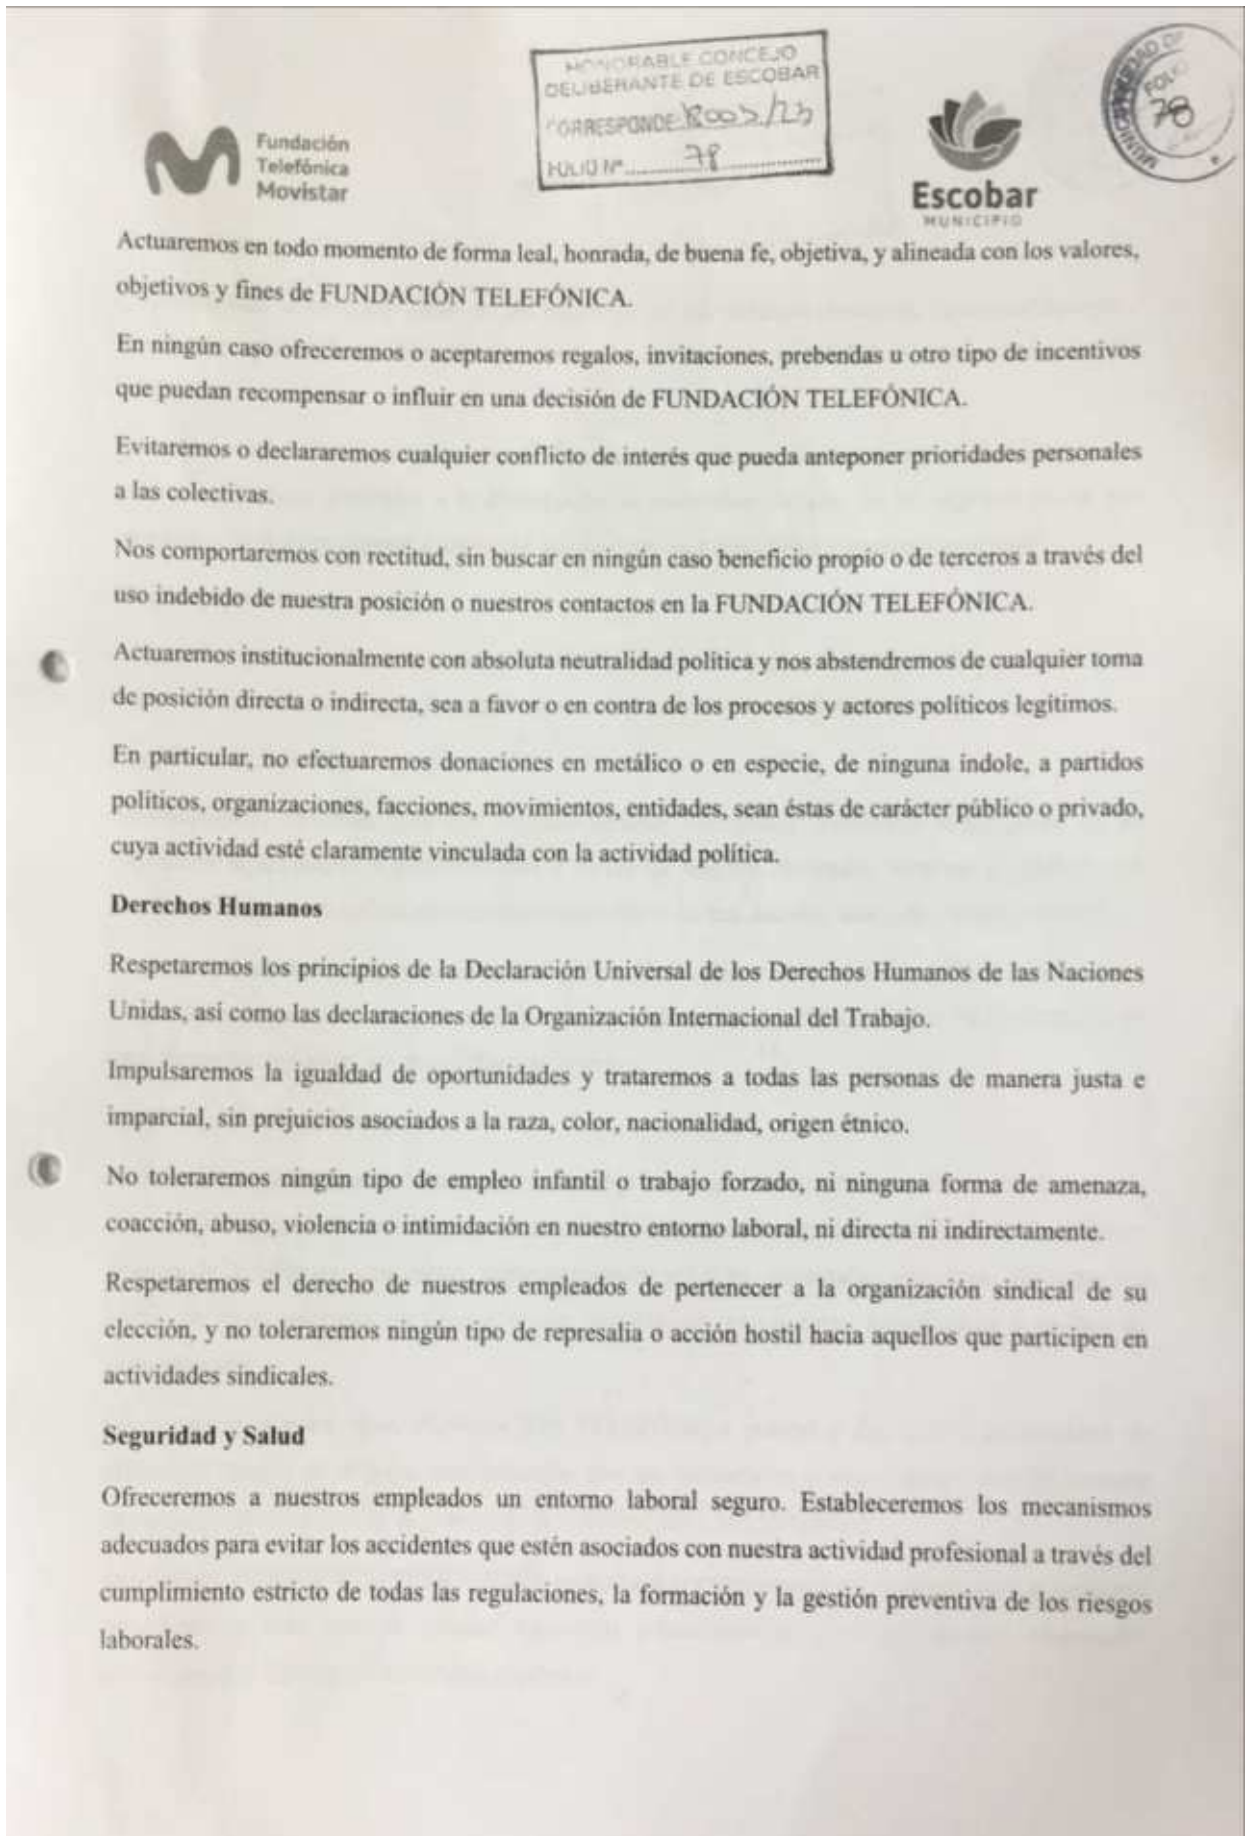 HONORABLE CONCEJO
DELIBERANTE DE ESCOBAR
CORRESPONDE
FOLIO Nº 78
MUNICIPALIDAD DE
FOLIO
78
Fundación
Telefónica
Movistar
Escobar
MUNICIPIO
Actuaremos en todo momento de forma leal, honrada, de buena fe, objetiva, y alineada con los valores,
objetivos y fines de FUNDACIÓN TELEFÓNICA.
En ningún caso ofreceremos o aceptaremos regalos, invitaciones, prebendas u otro tipo de incentivos
que puedan recompensar o influir en una decisión de FUNDACIÓN TELEFÓNICA.
Evitaremos o declararemos cualquier conflicto de interés que pueda anteponer prioridades personales
a las colectivas.
Nos comportaremos con rectitud, sin buscar en ningún caso beneficio propio o de terceros a través del
uso indebido de nuestra posición o nuestros contactos en la FUNDACIÓN TELEFÓNICA.
Actuaremos institucionalmente con absoluta neutralidad política y nos abstendremos de cualquier toma
de posición directa o indirecta, sea a favor o en contra de los procesos y actores políticos legítimos.
En particular, no efectuaremos donaciones en metálico o en especie, de ninguna indole, a partidos
políticos, organizaciones, facciones, movimientos, entidades, sean éstas de carácter público o privado,
cuya actividad esté claramente vinculada con la actividad política.
Derechos Humanos
Respetaremos los principios de la Declaración Universal de los Derechos Humanos de las Naciones
Unidas, así como las declaraciones de la Organización Internacional del Trabajo.
Impulsaremos la igualdad de oportunidades y trataremos a todas las personas de manera justa e
imparcial, sin prejuicios asociados a la raza, color, nacionalidad, origen étnico.
No toleraremos ningún tipo de empleo infantil o trabajo forzado, ni ninguna forma de amenaza,
coacción, abuso, violencia o intimidación en nuestro entorno laboral, ni directa ni indirectamente.
Respetaremos el derecho de nuestros empleados de pertenecer a la organización sindical de su
elección, y no toleraremos ningún tipo de represalia o acción hostil hacia aquellos que participen en
actividades sindicales.
Seguridad y Salud
Ofreceremos a nuestros empleados un entorno laboral seguro. Estableceremos los mecanismos
adecuados para evitar los accidentes que estén asociados con nuestra actividad profesional a través del
cumplimiento estricto de todas las regulaciones, la formación y la gestión preventiva de los riesgos
laborales.